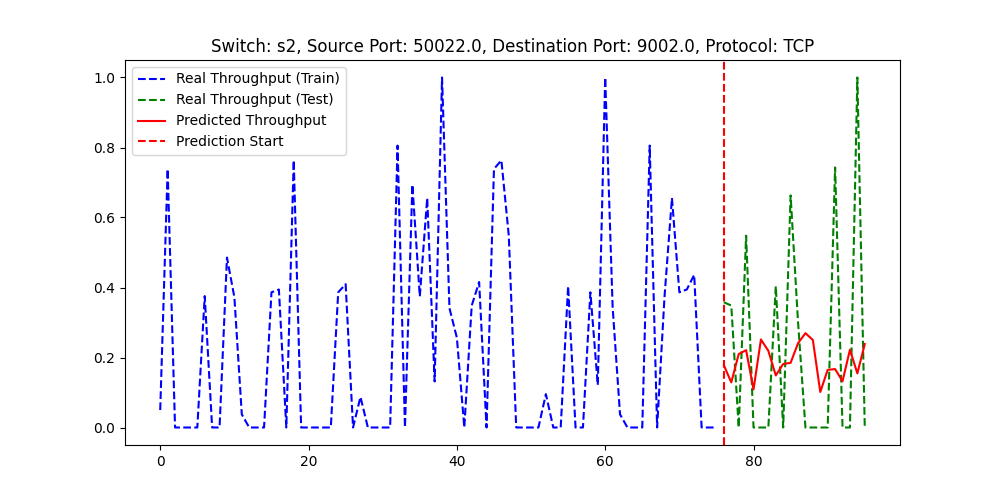 Switch: s2, Source Port: 50022.0, Destination Port: 9002.0, Protocol: TCP
Real Throughput (Train)
Real Throughput (Test)
Predicted Throughput
Prediction Start
1.0
0.8
0.6
0.4
0.2
0.0
0 20 40 60 80